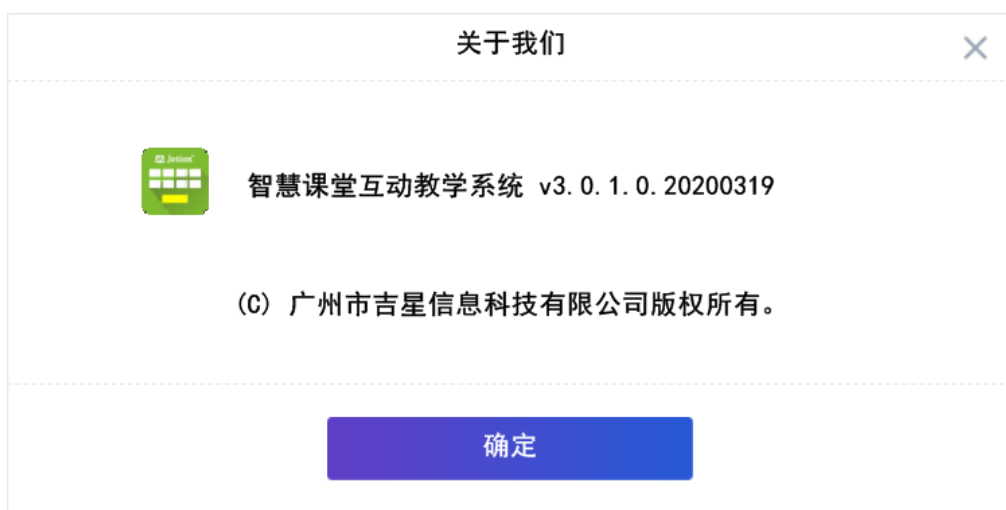 关于我们
Jetion
智慧课堂互动教学系统 v3.0.1.0.20200319
(C) 广州市吉星信息科技有限公司版权所有。
确定